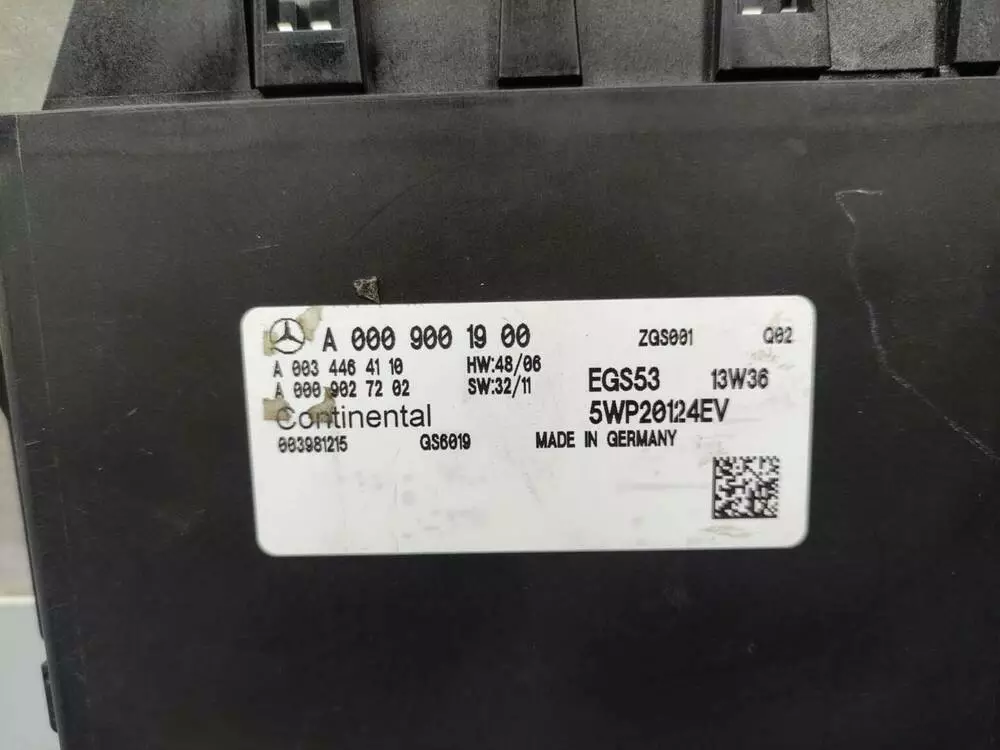 A 000 900 19 00 ZGS001 Q02
A 003 446 41 10 HW:48/06
A 000 902 72 02 SW:32/11 EGS53 13W36
Continental 5WP20124EV
003981215 GS6019 MADE IN GERMANY